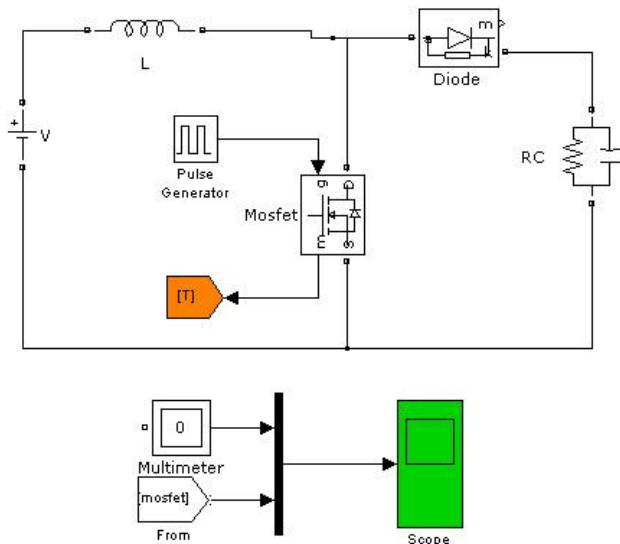 L
m
Diode
+
V
Pulse
Generator
g
D
Mosfet
m
s
RC
[T]
0
Multimeter
[mosfet]
From
Scope